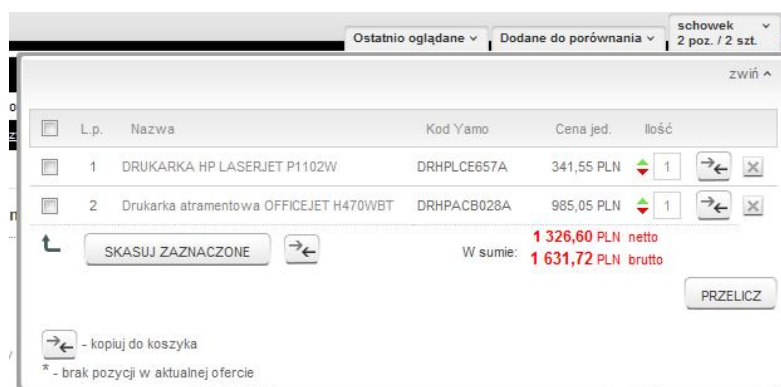 Ostatnio oglądane
Dodane do porównania
schowek
2 poz. / 2 szt.
zwiń
L.p. Nazwa Kod Yamo Cena jed. Ilość
1 DRUKARKA HP LASERJET P1102W DRHPLCE657A 341,55 PLN 1
2 Drukarka atramentowa OFFICEJET H470WBT DRHPACB028A 985,05 PLN 1
SKASUJ ZAZNACZONE W sumie: 1 326,60 PLN netto
1 631,72 PLN brutto
PRZELICZ
- kopiuj do koszyka
* - brak pozycji w aktualnej ofercie